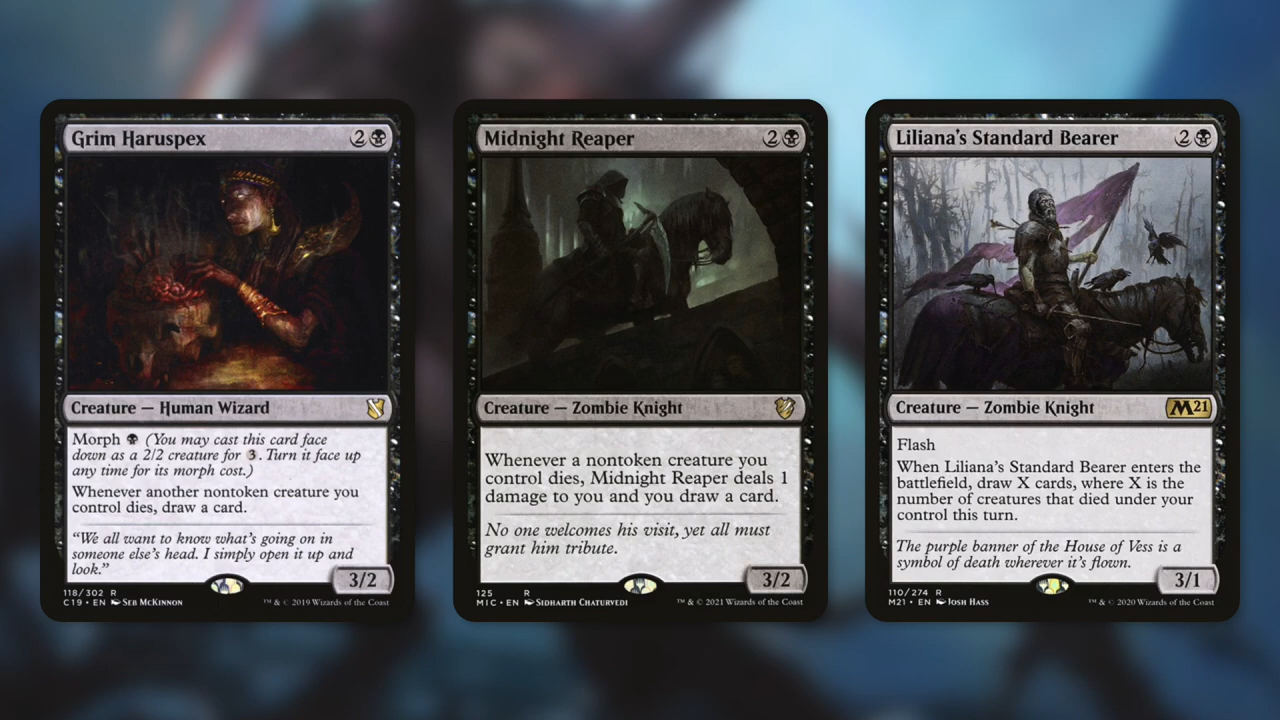 Grim Haruspex 2
Creature — Human Wizard
Morph (You may cast this card face
down as a 2/2 creature for 3. Turn it face up
any time for its morph cost.)
Whenever another nontoken creature you
control dies, draw a card.
“We all want to know what’s going on in
someone else’s head. I simply open it up and
look.”
3/2
118/302 R
C19 • EN Seb McKinnon
™ & © 2019 Wizards of the Coast
Midnight Reaper 2
Creature — Zombie Knight
Whenever a nontoken creature you
control dies, Midnight Reaper deals 1
damage to you and you draw a card.
No one welcomes his visit, yet all must
grant him tribute.
3/2
125 R
MIC • EN Sidharth Chaturvedi
™ & © 2021 Wizards of the Coast
Liliana’s Standard Bearer 2
Creature — Zombie Knight M21
Flash
When Liliana’s Standard Bearer enters the
battlefield, draw X cards, where X is the
number of creatures that died under your
control this turn.
The purple banner of the House of Vess is a
symbol of death wherever it’s flown.
3/1
110/274 R
M21 • EN Josh Hass
™ & © 2020 Wizards of the Coast